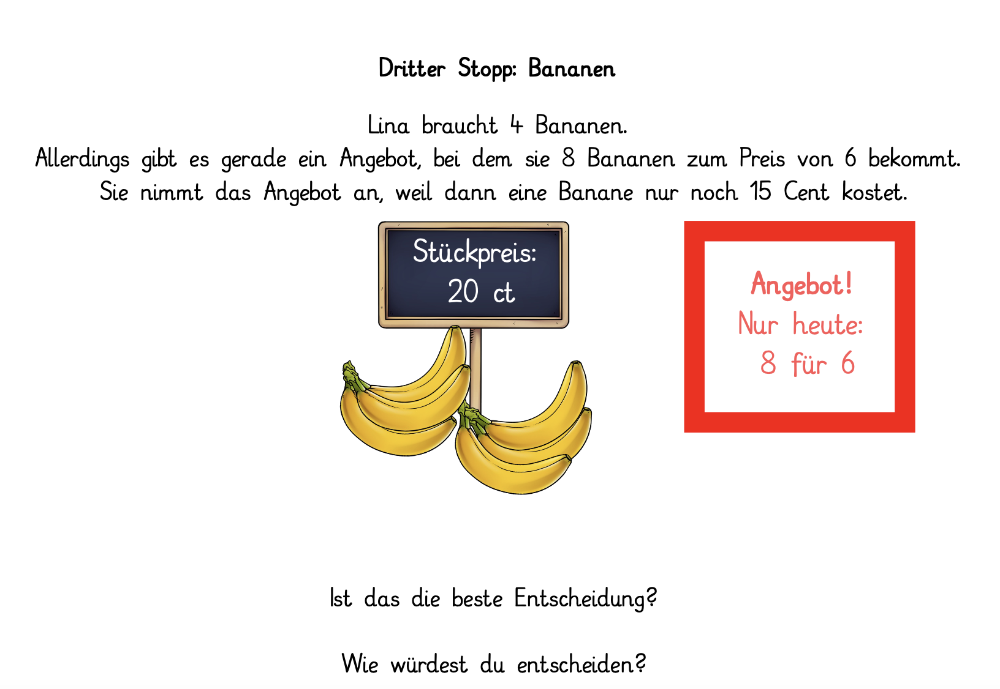 Dritter Stopp: Bananen
Lina braucht 4 Bananen.
Allerdings gibt es gerade ein Angebot, bei dem sie 8 Bananen zum Preis von 6 bekommt.
Sie nimmt das Angebot an, weil dann eine Banane nur noch 15 Cent kostet.
Stückpreis:
20 ct
Angebot!
Nur heute:
8 für 6
Ist das die beste Entscheidung?
Wie würdest du entscheiden?